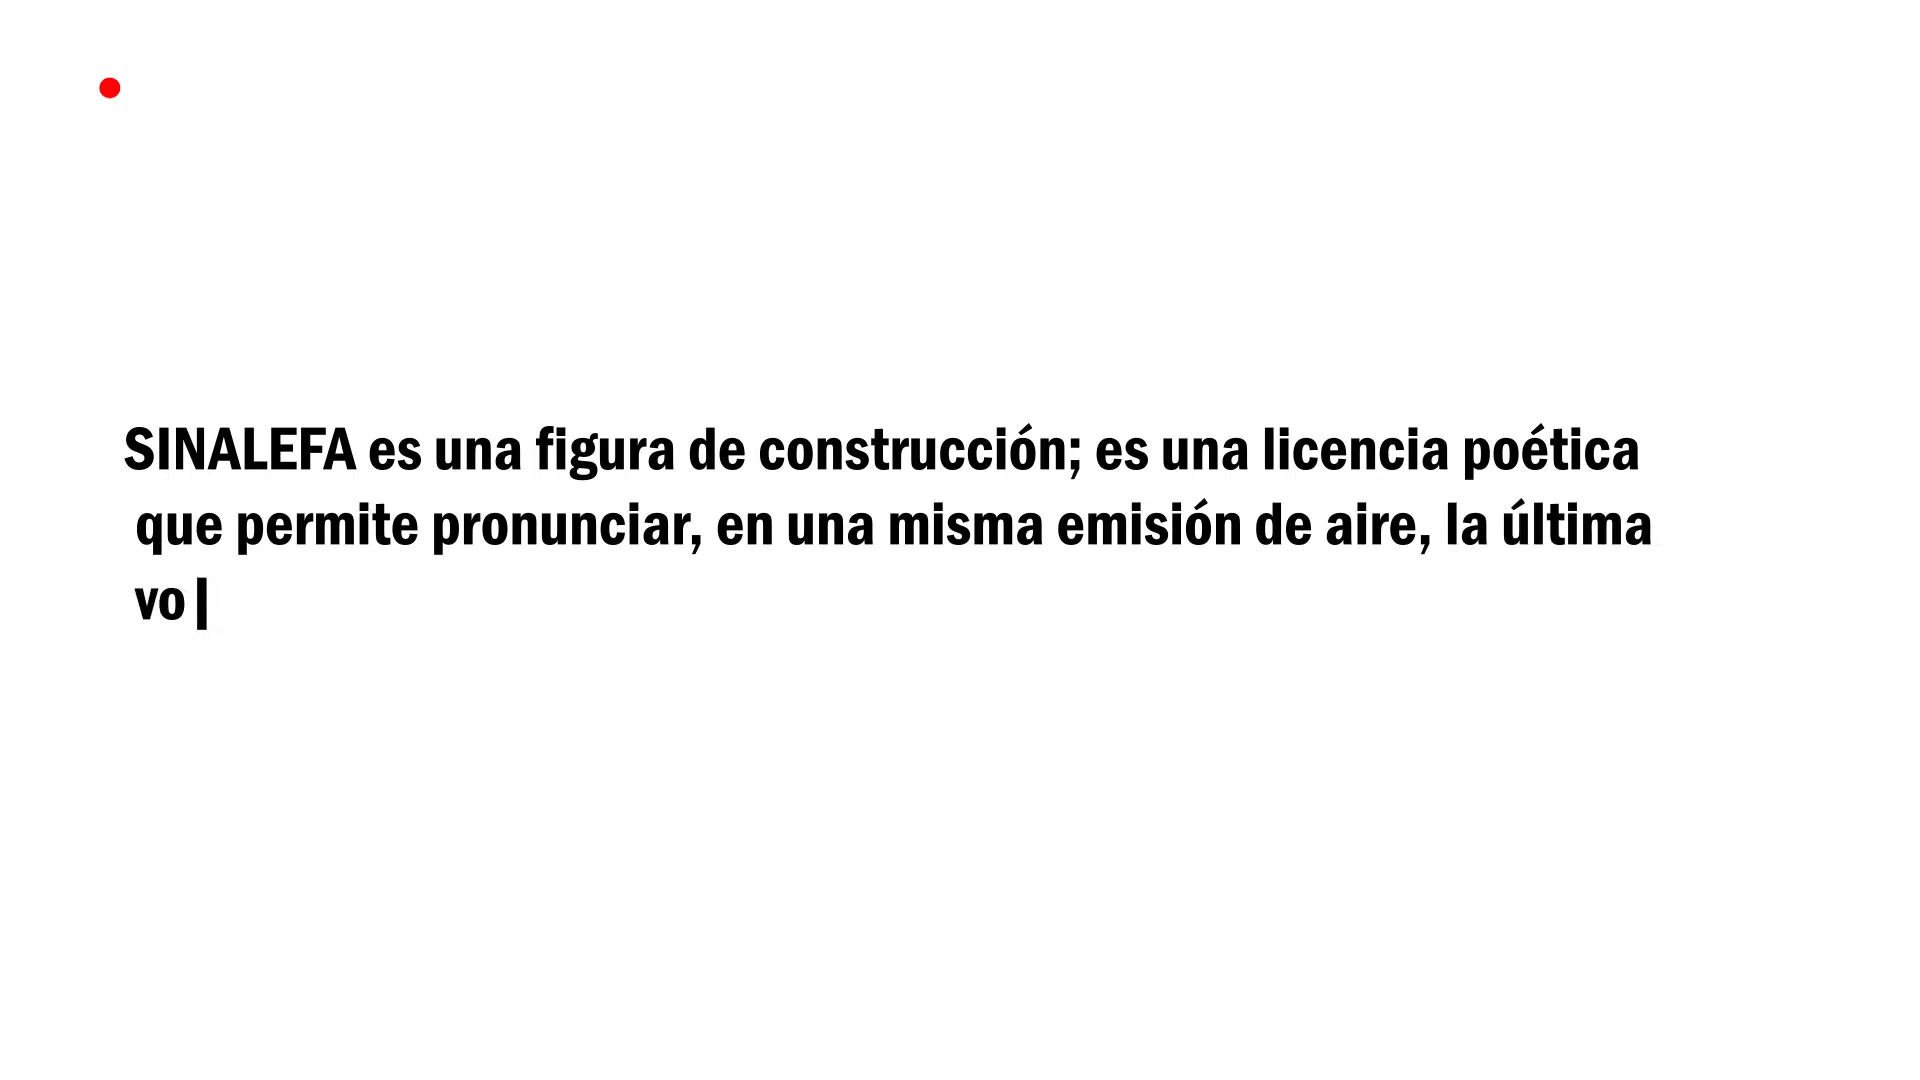 SINALEFA es una figura de construcción; es una licencia poética
que permite pronunciar, en una misma emisión de aire, la última
vo